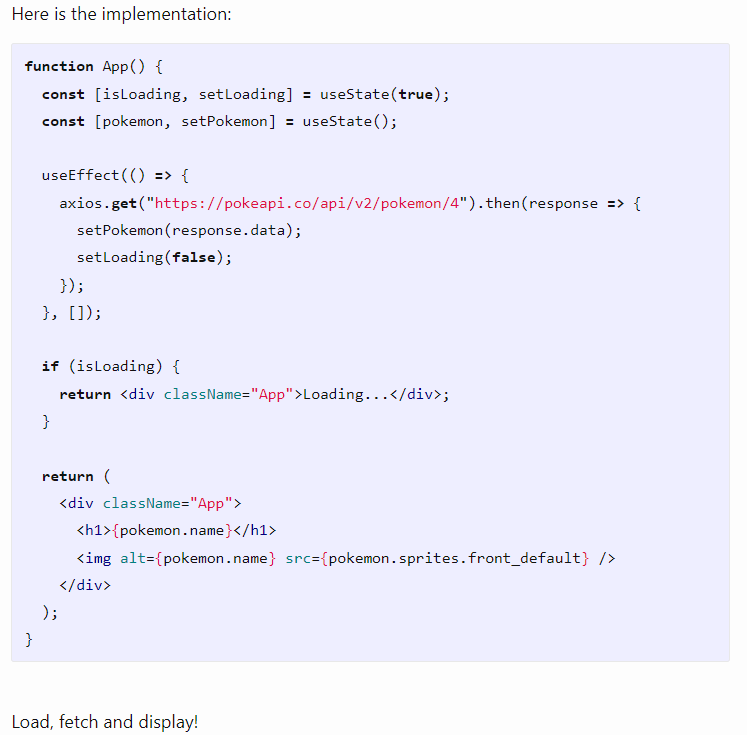 Here is the implementation:
function App() {
  const [isLoading, setLoading] = useState(true);
  const [pokemon, setPokemon] = useState();
  useEffect(() => {
    axios.get("https://pokeapi.co/api/v2/pokemon/4").then(response => {
      setPokemon(response.data);
      setLoading(false);
    });
  }, []);
  if (isLoading) {
    return <div className="App">Loading...</div>;
  }
  return (
    <div className="App">
      <h1>{pokemon.name}</h1>
      <img alt={pokemon.name} src={pokemon.sprites.front_default} />
    </div>
  );
}
Load, fetch and display!